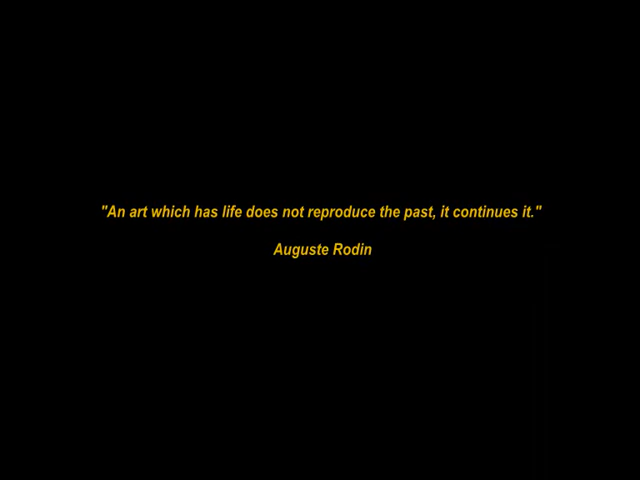 "An art which has life does not reproduce the past, it continues it."
Auguste Rodin